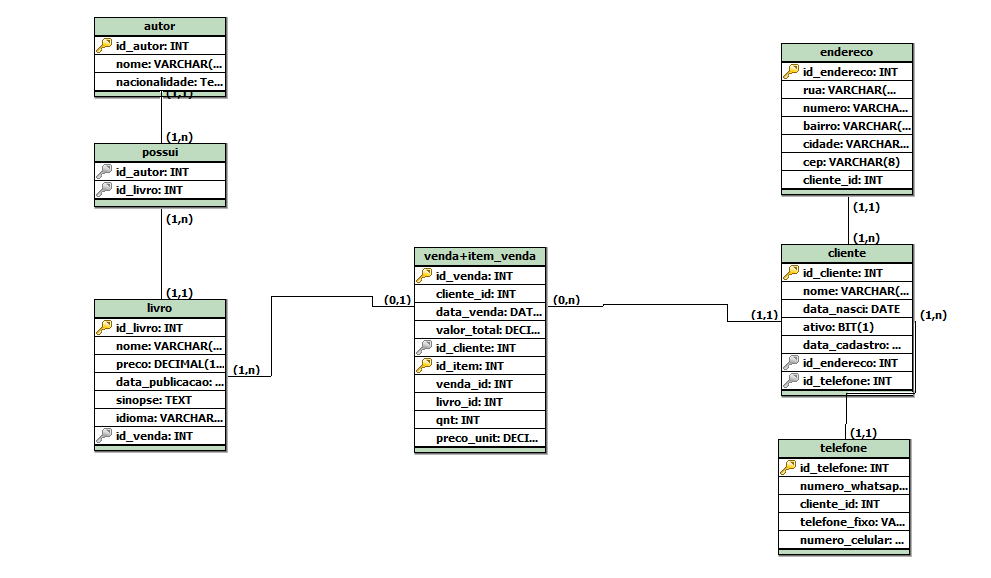 autor
id_autor: INT
nome: VARCHAR(...
nacionalidade: Te...
(1,1)
(1,n)
possui
id_autor: INT
id_livro: INT
(1,n)
(1,1)
livro
id_livro: INT
nome: VARCHAR(...
preco: DECIMAL(1...
data_publicacao: ...
sinopse: TEXT
idioma: VARCHAR...
id_venda: INT
(1,n)
(0,1)
venda+item_venda
id_venda: INT
cliente_id: INT
data_venda: DAT...
valor_total: DECI...
id_cliente: INT
id_item: INT
venda_id: INT
livro_id: INT
qnt: INT
preco_unit: DECI...
(0,n)
(1,1)
endereco
id_endereco: INT
rua: VARCHAR(...
numero: VARCHA...
bairro: VARCHAR(...
cidade: VARCHAR...
cep: VARCHAR(8)
cliente_id: INT
(1,1)
(1,n)
cliente
id_cliente: INT
nome: VARCHAR(...
data_nasci: DATE
ativo: BIT(1)
data_cadastro: ...
id_endereco: INT
id_telefone: INT
(1,n)
(1,1)
telefone
id_telefone: INT
numero_whatsap...
cliente_id: INT
telefone_fixo: VA...
numero_celular: ...